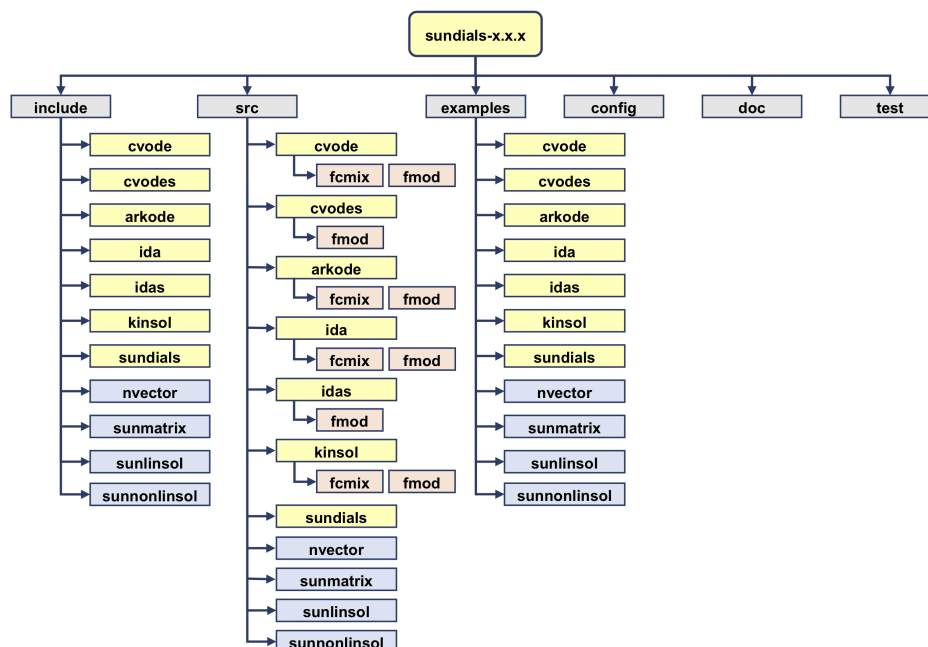 sundials-x.x.x
include
src
examples
config
doc
test
cvode
cvodes
arkode
ida
idas
kinsol
sundials
nvector
sunmatrix
sunlinsol
sunnonlinsol
cvode
fcmix
fmod
cvodes
fmod
arkode
fcmix
fmod
ida
fcmix
fmod
idas
fmod
kinsol
fcmix
fmod
sundials
nvector
sunmatrix
sunlinsol
sunnonlinsol
cvode
cvodes
arkode
ida
idas
kinsol
sundials
nvector
sunmatrix
sunlinsol
sunnonlinsol